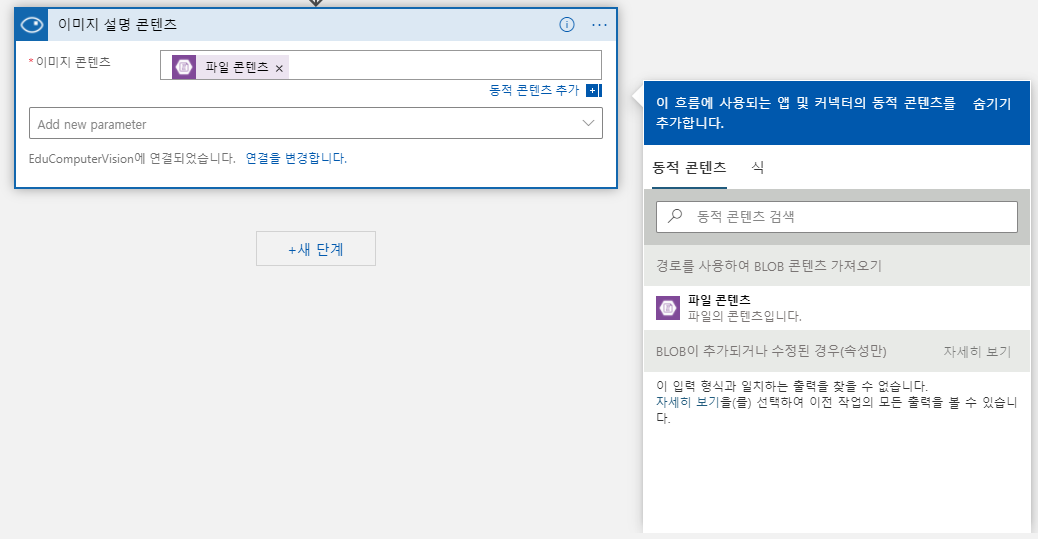 이미지 설명 콘텐츠
*이미지 콘텐츠
파일 콘텐츠 ×
동적 콘텐츠 추가
Add new parameter
EduComputerVision에 연결되었습니다. 연결을 변경합니다.
+새 단계
이 흐름에 사용되는 앱 및 커넥터의 동적 콘텐츠를 숨기기
추가합니다.
동적 콘텐츠 식
동적 콘텐츠 검색
경로를 사용하여 BLOB 콘텐츠 가져오기
파일 콘텐츠
파일의 콘텐츠입니다.
BLOB이 추가되거나 수정된 경우(속성만) 자세히 보기
이 입력 형식과 일치하는 출력을 찾을 수 없습니다.
자세히 보기을(를) 선택하여 이전 작업의 모든 출력을 볼 수 있습니
다.